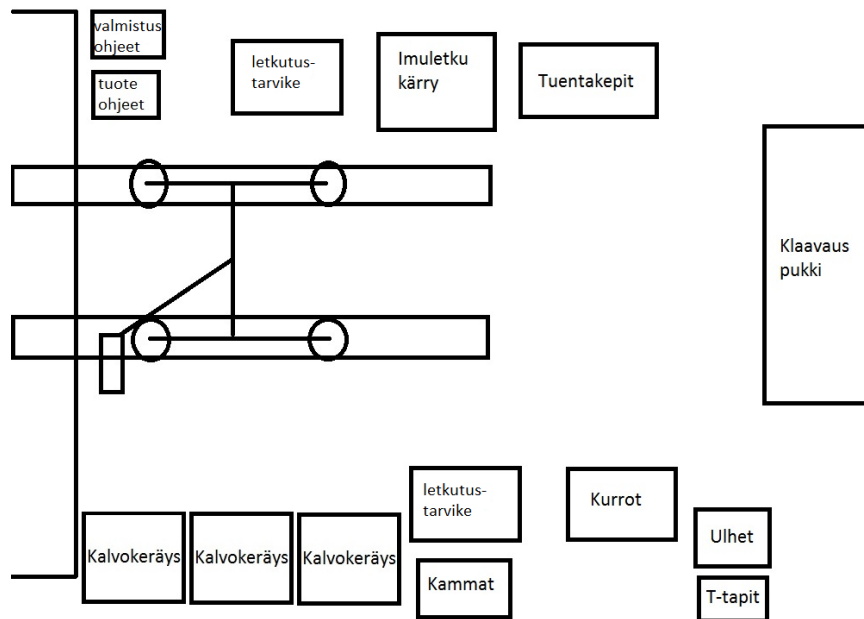 valmistus
ohjeet
tuote
ohjeet
letkutus-
tarvike
Imuletku
kärry
Tuentakepit
Klaavaus
pukki
letkutus-
tarvike
Kurrot
Ulhet
Kalvokeräys
Kalvokeräys
Kalvokeräys
Kammat
T-tapit